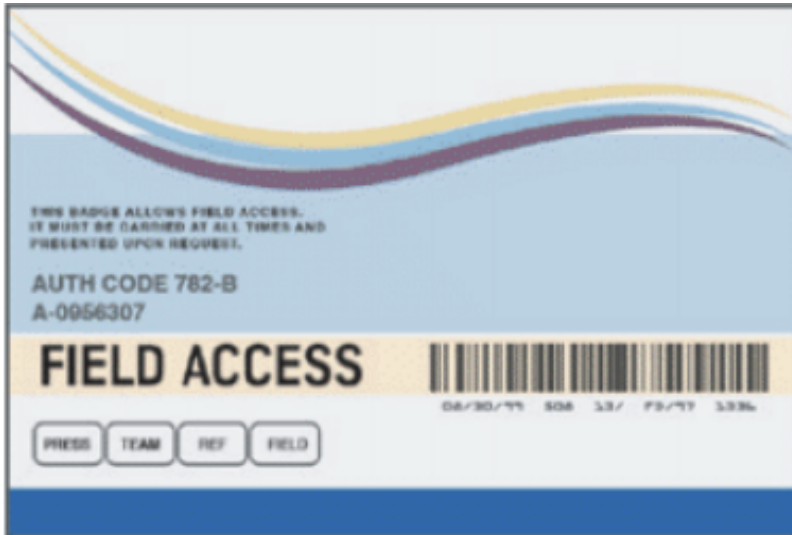 THIS BADGE ALLOWS FIELD ACCESS.
IT MUST BE CARRIED AT ALL TIMES AND
PRESENTED UPON REQUEST.
AUTH CODE 782-B
A-0956307
FIELD ACCESS
PRESS TEAM REF FIELD